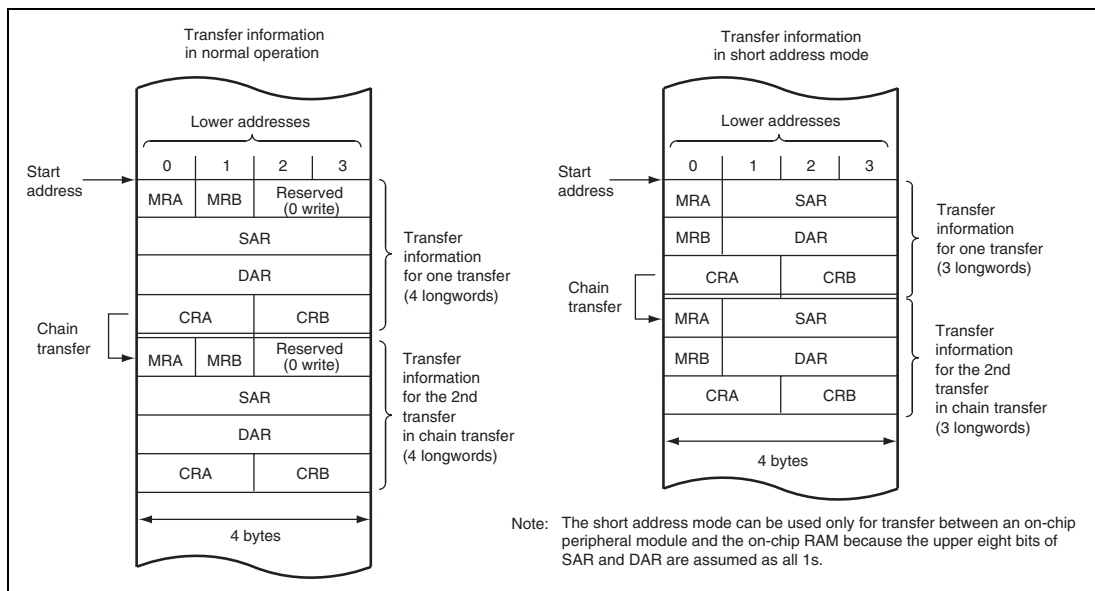 Transfer information
in normal operation
Lower addresses
0 1 2 3
Start
address
MRA MRB Reserved
(0 write)
SAR
DAR
CRA CRB
Transfer
information
for one transfer
(4 longwords)
Chain
transfer
MRA MRB Reserved
(0 write)
SAR
DAR
CRA CRB
Transfer
information
for the 2nd
transfer
in chain transfer
(4 longwords)
4 bytes
Transfer information
in short address mode
Lower addresses
0 1 2 3
Start
address
MRA SAR
MRB DAR
CRA CRB
Transfer
information
for one transfer
(3 longwords)
Chain
transfer
MRA SAR
MRB DAR
CRA CRB
Transfer
information
for the 2nd
transfer
in chain transfer
(3 longwords)
4 bytes
Note: The short address mode can be used only for transfer between an on-chip
peripheral module and the on-chip RAM because the upper eight bits of
SAR and DAR are assumed as all 1s.